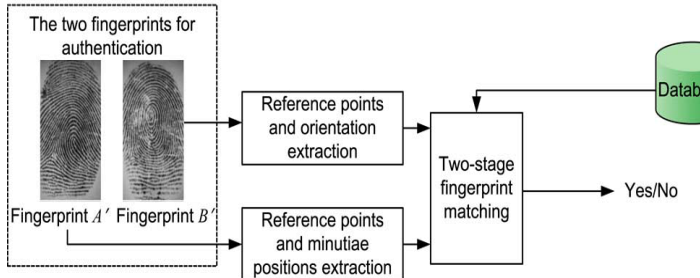 The two fingerprints for
authentication
Fingerprint A′ Fingerprint B′
Reference points
and orientation
extraction
Reference points
and minutiae
positions extraction
Two-stage
fingerprint
matching
Yes/No